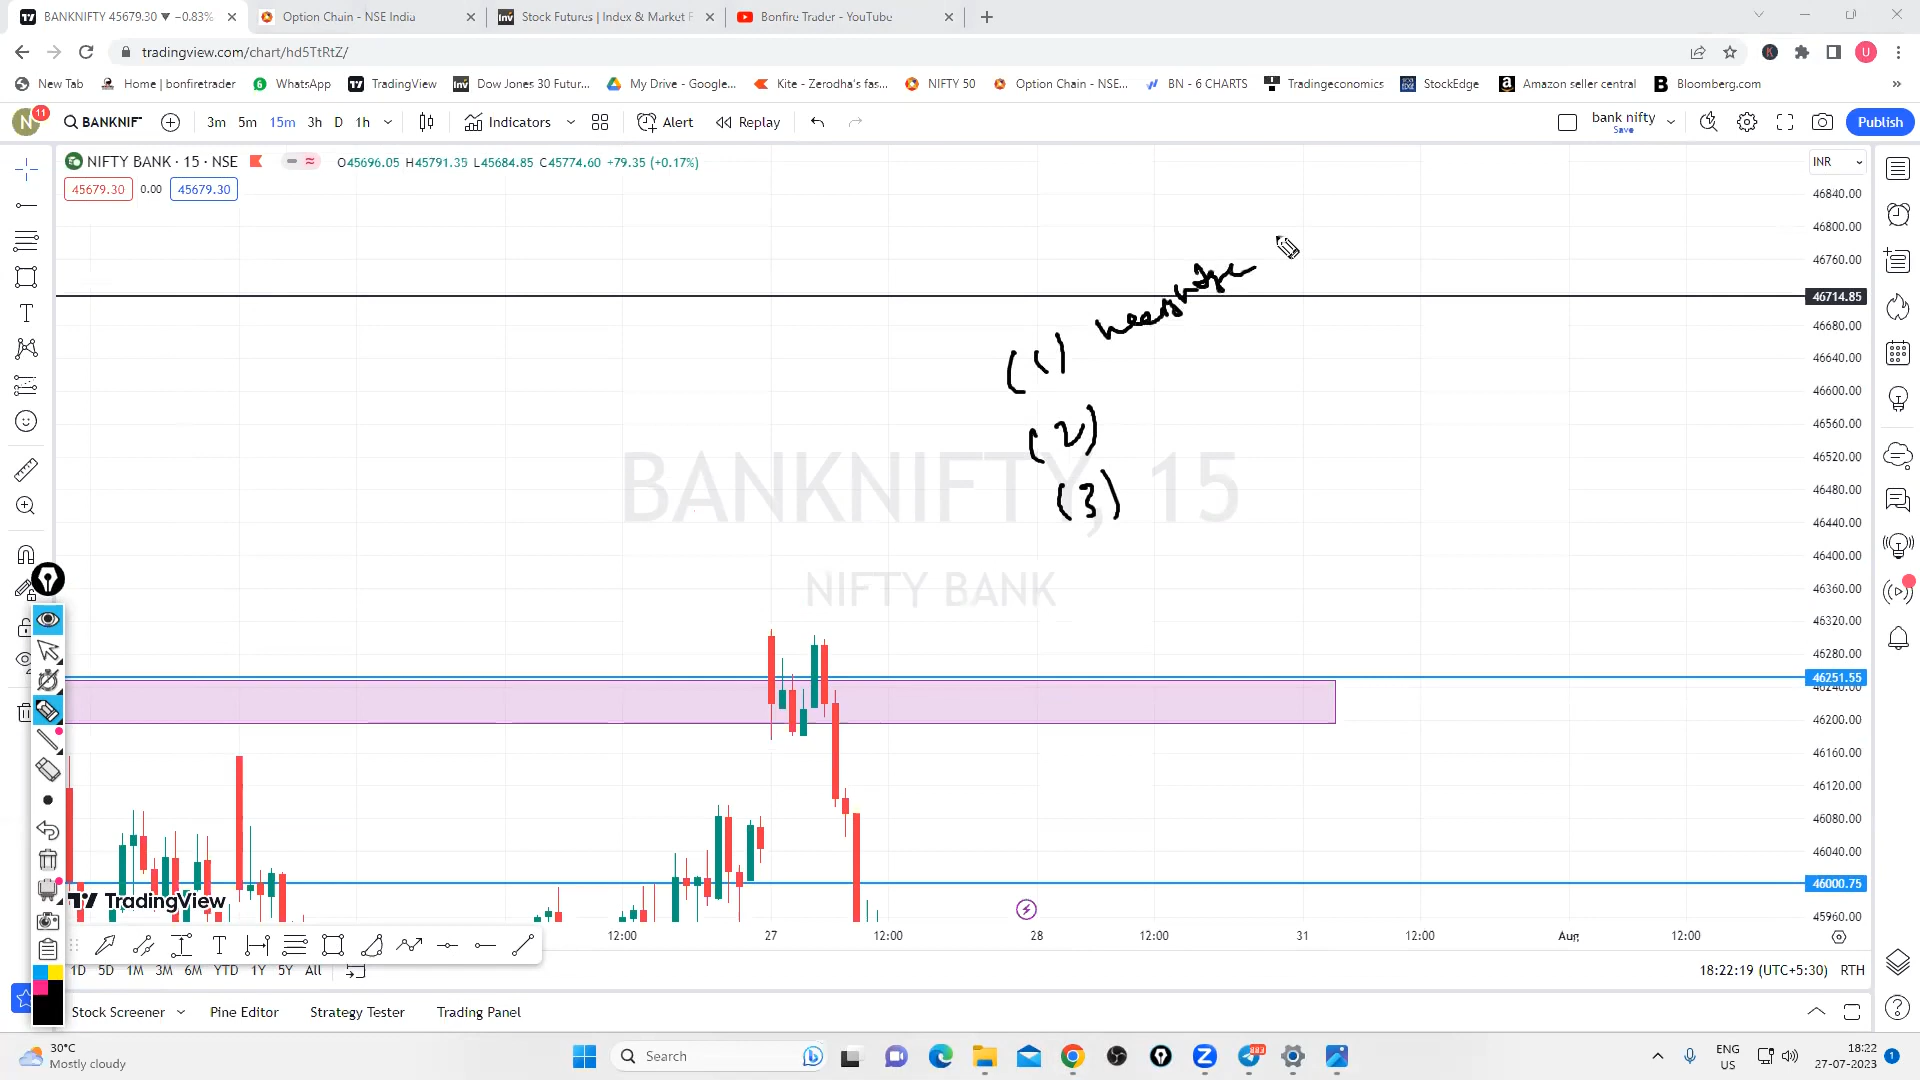 BANKNIFTY 45679.30 ▼ −0.83%
Option Chain - NSE India
Stock Futures | Index & Market F
Bonfire Trader - YouTube
tradingview.com/chart/hd5TtRtZ/
U
New Tab
Home | bonfiretrader
WhatsApp
TradingView
Dow Jones 30 Futur...
My Drive - Google...
Kite - Zerodha's fas...
NIFTY 50
Option Chain - NSE...
BN - 6 CHARTS
Tradingeconomics
StockEdge
Amazon seller central
Bloomberg.com
N 11
BANKNIF
3m 5m 15m 3h D 1h
Indicators
Alert
Replay
bank nifty
Save
Publish
NIFTY BANK · 15 · NSE
O45696.05 H45791.35 L45684.85 C45774.60 +79.35 (+0.17%)
INR
45679.30 0.00 45679.30
46840.00
46800.00
46760.00
46714.85
46680.00
46640.00
46600.00
46560.00
46520.00
46480.00
46440.00
46400.00
46360.00
46320.00
46280.00
46251.55
46240.00
46200.00
46160.00
46120.00
46080.00
46040.00
46000.75
45960.00
(1)
(2)
(3)
BANKNIFTY, 15
NIFTY BANK
TradingView
12:00 27 12:00 28 12:00 31 12:00 Aug 12:00
1D 5D 1M 3M 6M YTD 1Y 5Y All
18:22:19 (UTC+5:30) RTH
Stock Screener
Pine Editor
Strategy Tester
Trading Panel
30°C
Mostly cloudy
Search
ENG
US
18:22
27-07-2023
1